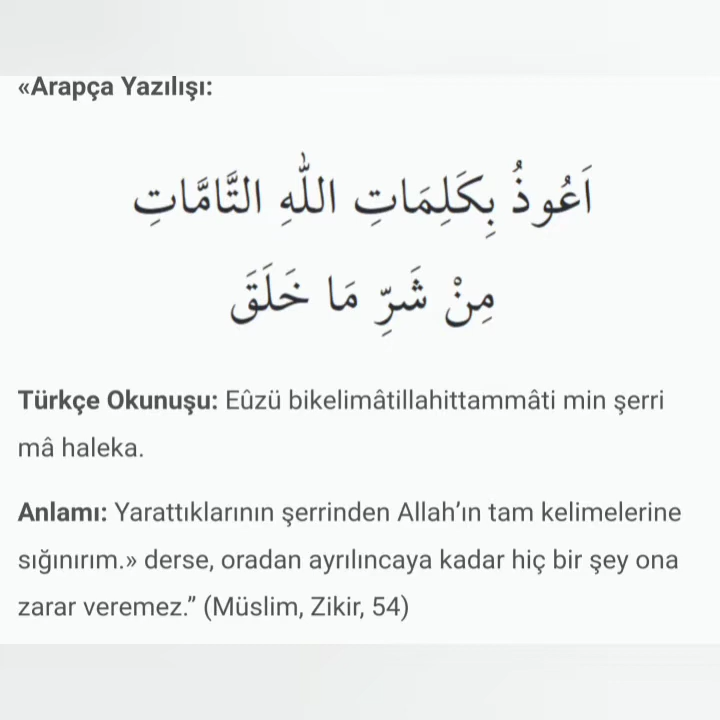 «Arapça Yazılışı:
اَعُوذُ بِكَلِمَاتِ اللّٰهِ التَّامَّاتِ
مِنْ شَرِّ مَا خَلَقَ
Türkçe Okunuşu: Eûzü bikelimâtillahittammâti min şerri
mâ haleka.
Anlamı: Yarattıklarının şerrinden Allah’ın tam kelimelerine
sığınırım.» derse, oradan ayrılıncaya kadar hiç bir şey ona
zarar veremez.” (Müslim, Zikir, 54)